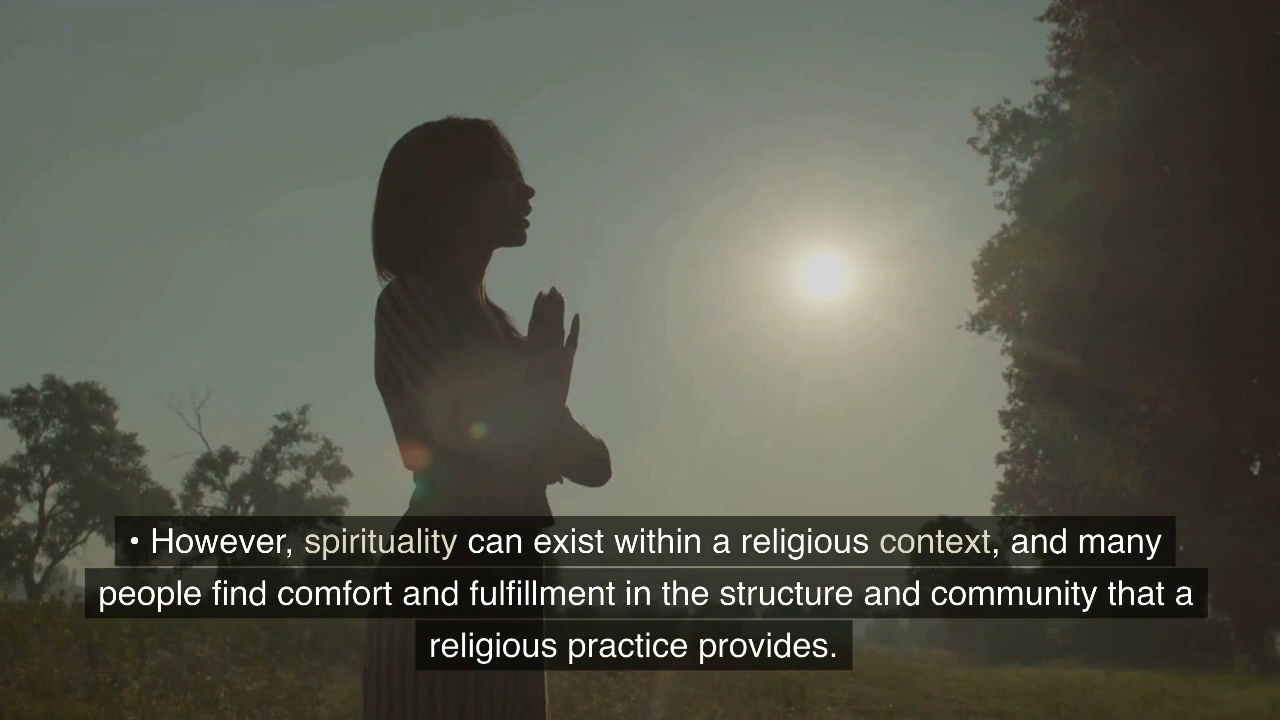 • However, spirituality can exist within a religious context, and many
people find comfort and fulfillment in the structure and community that a
religious practice provides.